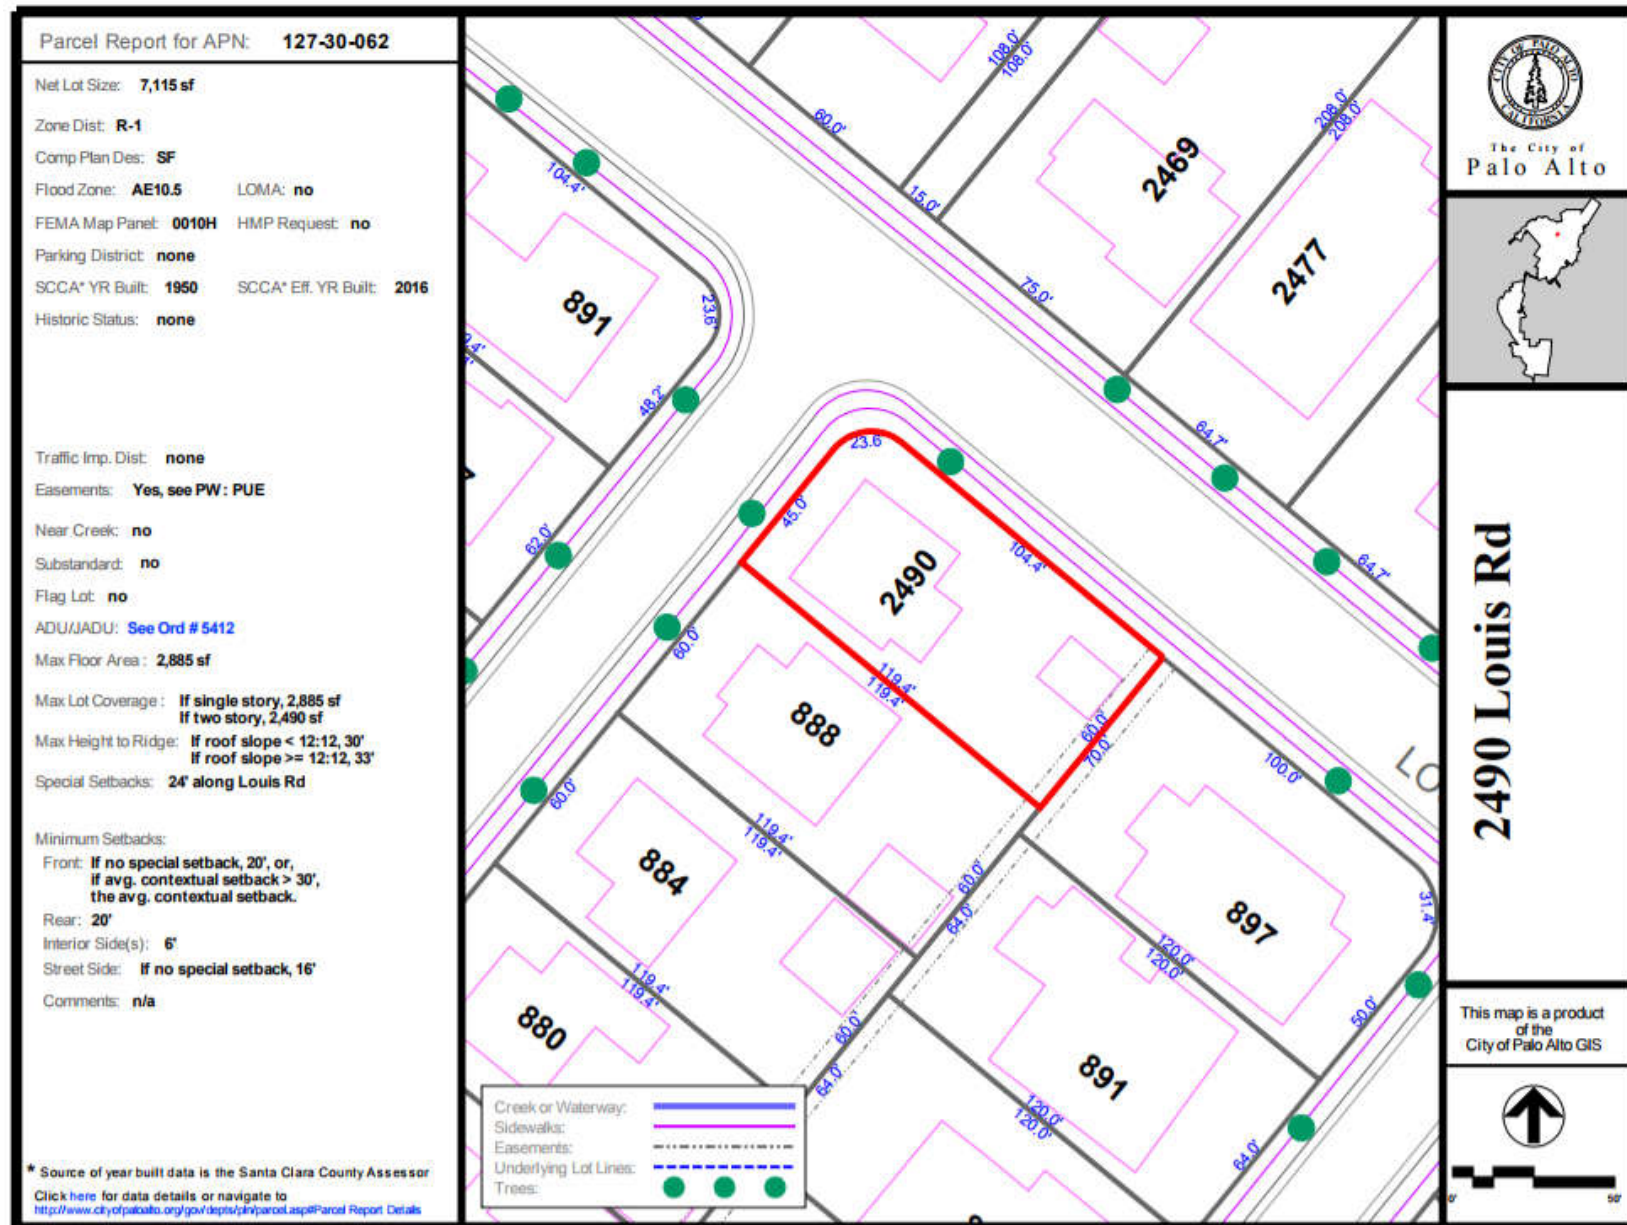 Parcel Report for APN: 127-30-062
Net Lot Size: 7,115 sf
Zone Dist: R-1
Comp Plan Des: SF
Flood Zone: AE10.5 LOMA: no
FEMA Map Panel: 0010H HMP Request: no
Parking District: none
SCCA* YR Built: 1950 SCCA* Eff. YR Built: 2016
Historic Status: none
Traffic Imp. Dist: none
Easements: Yes, see PW: PUE
Near Creek: no
Substandard: no
Flag Lot: no
ADU/JADU: See Ord # 5412
Max Floor Area: 2,885 sf
Max Lot Coverage: If single story, 2,885 sf
If two story, 2,490 sf
Max Height to Ridge: If roof slope < 12:12, 30'
If roof slope >= 12:12, 33'
Special Setbacks: 24' along Louis Rd
Minimum Setbacks:
Front: If no special setback, 20', or,
if avg. contextual setback > 30',
the avg. contextual setback.
Rear: 20'
Interior Side(s): 6'
Street Side: If no special setback, 16'
Comments: n/a
* Source of year built data is the Santa Clara County Assessor
Click here for data details or navigate to
http://www.cityofpaloalto.org/gov/depts/pln/parcel.asp#Parcel Report Details
108.0'
108.0'
208.0'
208.0'
60.0'
2469
104.4'
15.0'
2477
75.0'
891
23.6'
48.2'
64.7'
23.6
45.0'
104.4'
64.7'
62.0'
2490
60.0'
119.4'
119.4'
888
60.0'
70.0'
100.0'
LO
60.0'
119.4'
119.4'
884
60.0'
64.0'
897
31.4'
120.0'
120.0'
119.4'
119.4'
880
60.0'
64.0'
50.0'
891
120.0'
120.0'
64.0'
Creek or Waterway:
Sidewalks:
Easements:
Underlying Lot Lines:
Trees:
CITY OF PALO ALTO
CALIFORNIA
The City of
Palo Alto
2490 Louis Rd
This map is a product
of the
City of Palo Alto GIS
0' 50'